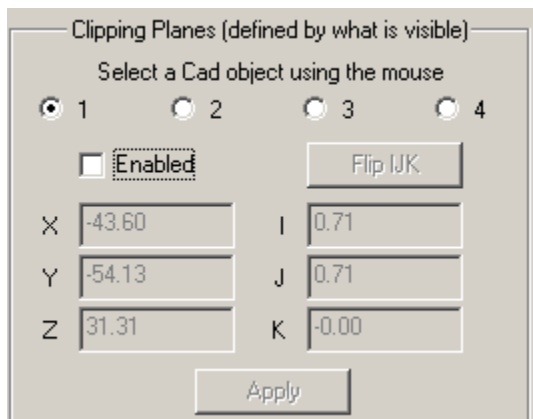 Clipping Planes (defined by what is visible)
Select a Cad object using the mouse
1 2 3 4
Enabled Flip IJK
X -43.60 I 0.71
Y -54.13 J 0.71
Z 31.31 K -0.00
Apply